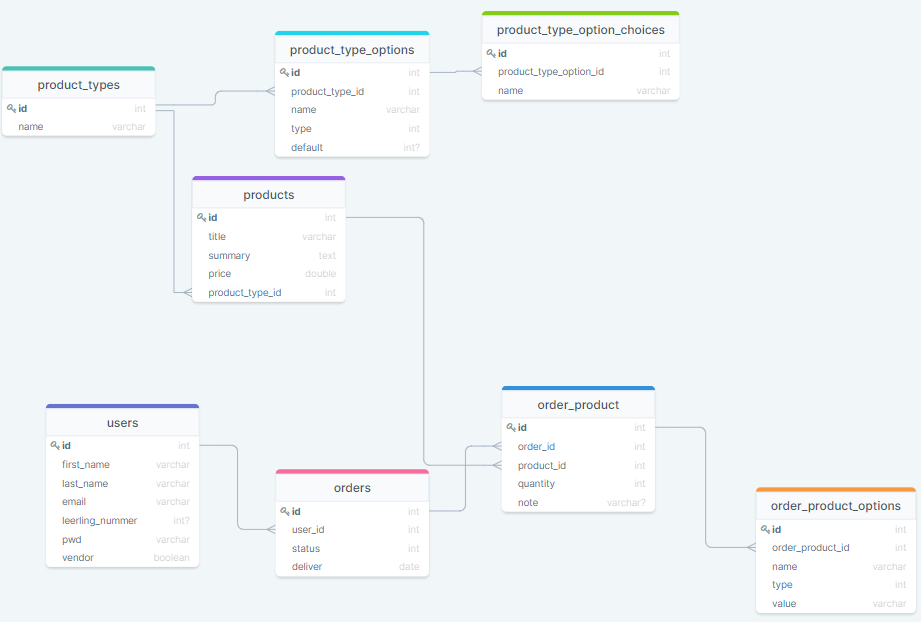 product_types
id int
name varchar
product_type_options
id int
product_type_id int
name varchar
type int
default int?
product_type_option_choices
id int
product_type_option_id int
name varchar
products
id int
title varchar
summary text
price double
product_type_id int
users
id int
first_name varchar
last_name varchar
email varchar
leerling_nummer int?
pwd varchar
vendor boolean
orders
id int
user_id int
status int
deliver date
order_product
id int
order_id int
product_id int
quantity int
note varchar?
order_product_options
id int
order_product_id int
name varchar
type int
value varchar